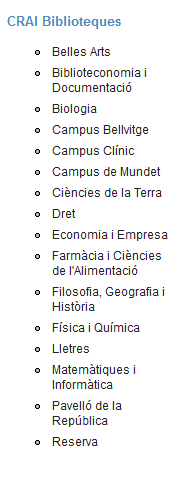 CRAI Biblioteques
Belles Arts
Biblioteconomia i
Documentació
Biologia
Campus Bellvitge
Campus Clínic
Campus de Mundet
Ciències de la Terra
Dret
Economia i Empresa
Farmàcia i Ciències
de l'Alimentació
Filosofia, Geografia i
Història
Física i Química
Lletres
Matemàtiques i
Informàtica
Pavelló de la
República
Reserva